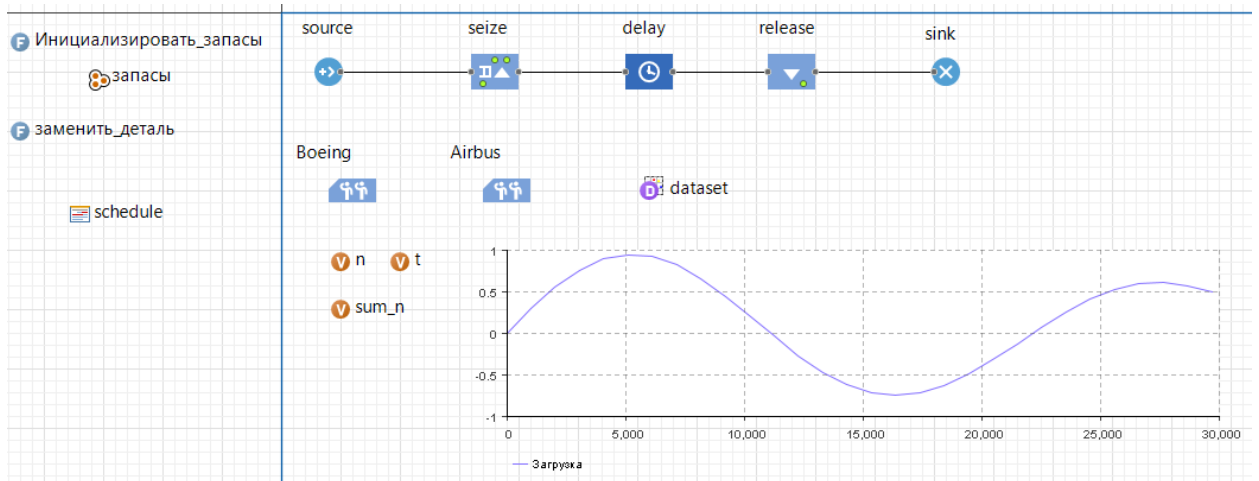 source
seize
delay
release
sink
Инициализировать_запасы
запасы
заменить_деталь
Boeing
Airbus
dataset
schedule
n
t
sum_n
1
0.5
0
-0.5
-1
0
5,000
10,000
15,000
20,000
25,000
30,000
Загрузка